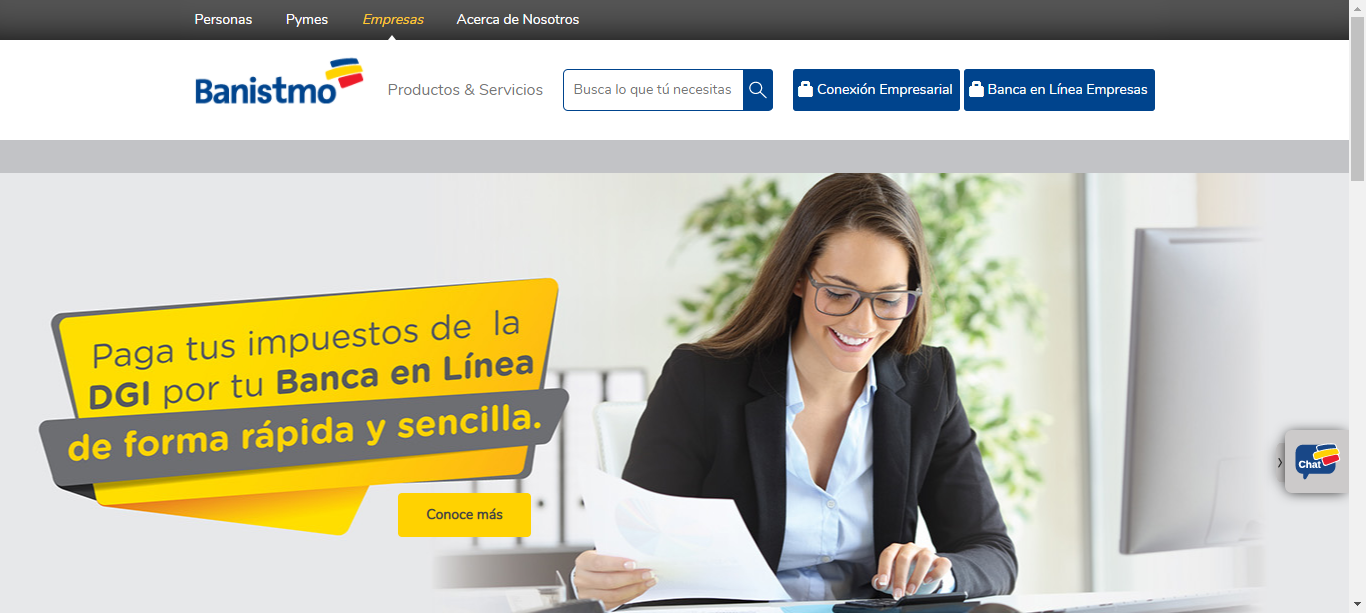 Personas Pymes Empresas Acerca de Nosotros
Banistmo Productos & Servicios Busca lo que tú necesitas Conexión Empresarial Banca en Línea Empresas
Paga tus impuestos de la
DGI por tu Banca en Línea
de forma rápida y sencilla.
Chat
Conoce más